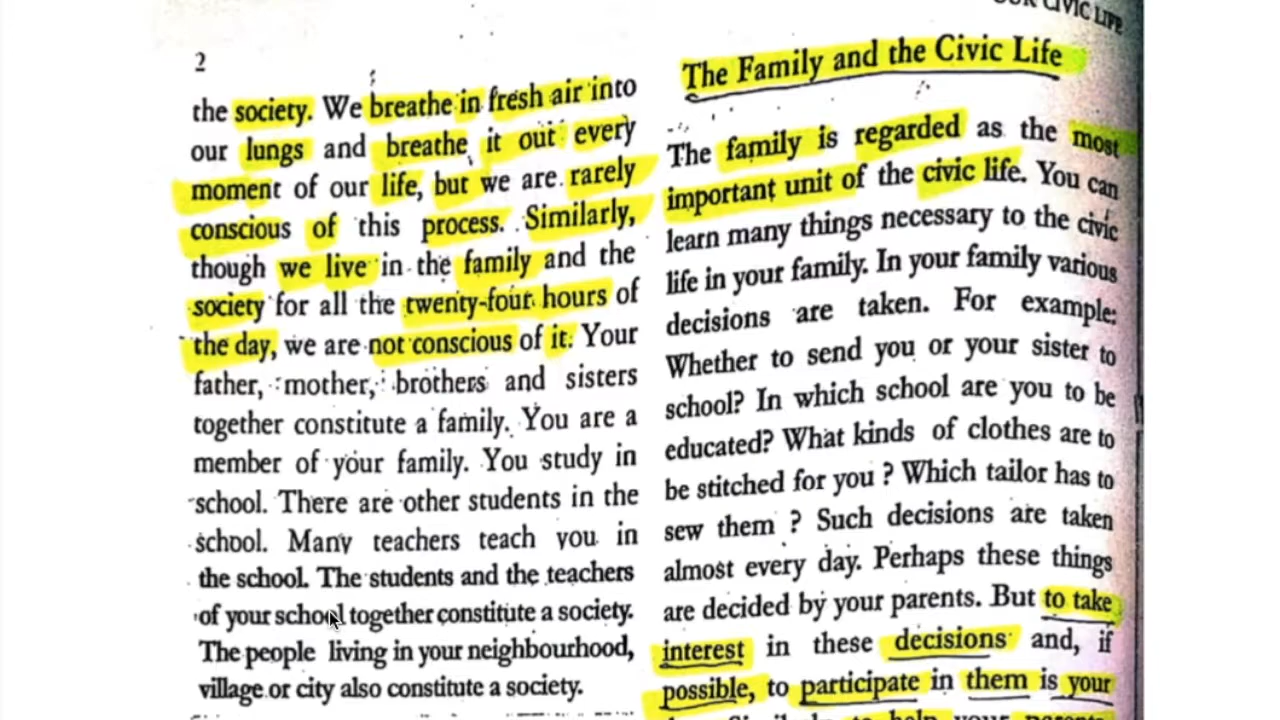 OUR CIVIC LIFE
2
the society. We breathe in fresh air into
our lungs and breathe it out every
moment of our life, but we are rarely
conscious of this process. Similarly,
though we live in the family and the
society for all the twenty-four hours of
the day, we are not conscious of it. Your
father, mother, brothers and sisters
together constitute a family. You are a
member of your family. You study in
school. There are other students in the
school. Many teachers teach you in
the school. The students and the teachers
of your school together constitute a society.
The people living in your neighbourhood,
village or city also constitute a society.
The Family and the Civic Life
The family is regarded as the most
important unit of the civic life. You can
learn many things necessary to the civic
life in your family. In your family various
decisions are taken. For example:
Whether to send you or your sister to
school? In which school are you to be
educated? What kinds of clothes are to
be stitched for you ? Which tailor has to
sew them ? Such decisions are taken
almost every day. Perhaps these things
are decided by your parents. But to take
interest in these decisions and, if
possible, to participate in them is your
to help your parents